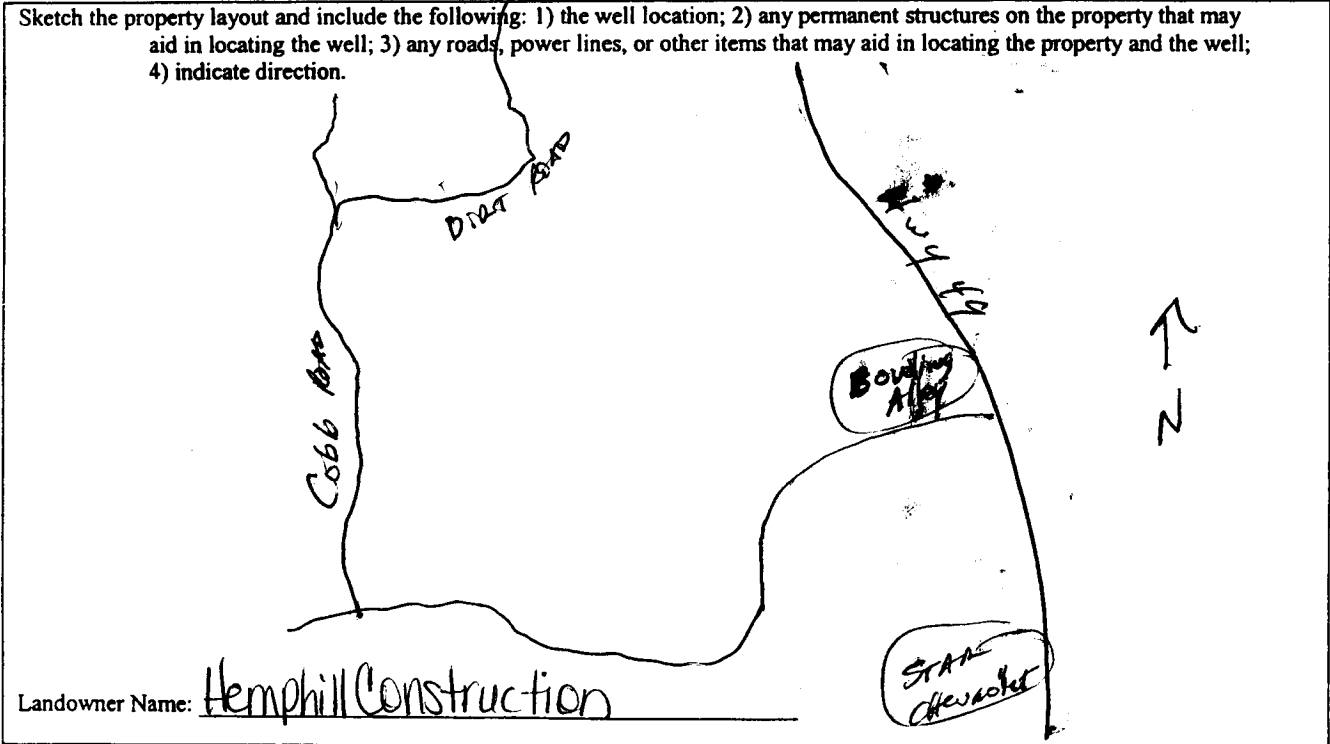 Sketch the property layout and include the following: 1) the well location; 2) any permanent structures on the property that may
aid in locating the well; 3) any roads, power lines, or other items that may aid in locating the property and the well;
4) indicate direction.
DIRT ROAD
wy 49
Cobb ROAD
Bowling
Alley
N
STAR
Chevrolet
Landowner Name: Hemphill Construction